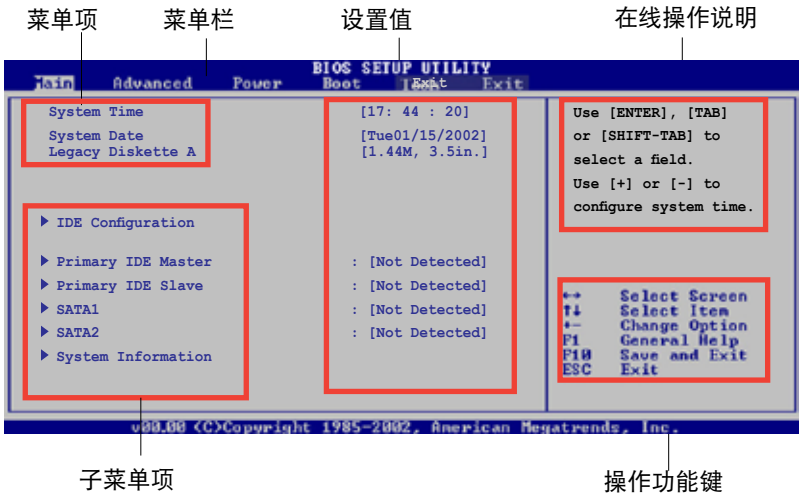 菜单项 菜单栏 设置值 在线操作说明
BIOS SETUP UTILITY
Main Advanced Power Boot Exit Exit
System Time [17: 44 : 20]
System Date [Tue01/15/2002]
Legacy Diskette A [1.44M, 3.5in.]
IDE Configuration
Primary IDE Master : [Not Detected]
Primary IDE Slave : [Not Detected]
SATA1 : [Not Detected]
SATA2 : [Not Detected]
System Information
Use [ENTER], [TAB]
or [SHIFT-TAB] to
select a field.
Use [+] or [-] to
configure system time.
↔ Select Screen
↑↓ Select Item
+- Change Option
F1 General Help
F10 Save and Exit
ESC Exit
v00.00 (C)Copyright 1985-2002, American Megatrends, Inc.
子菜单项 操作功能键